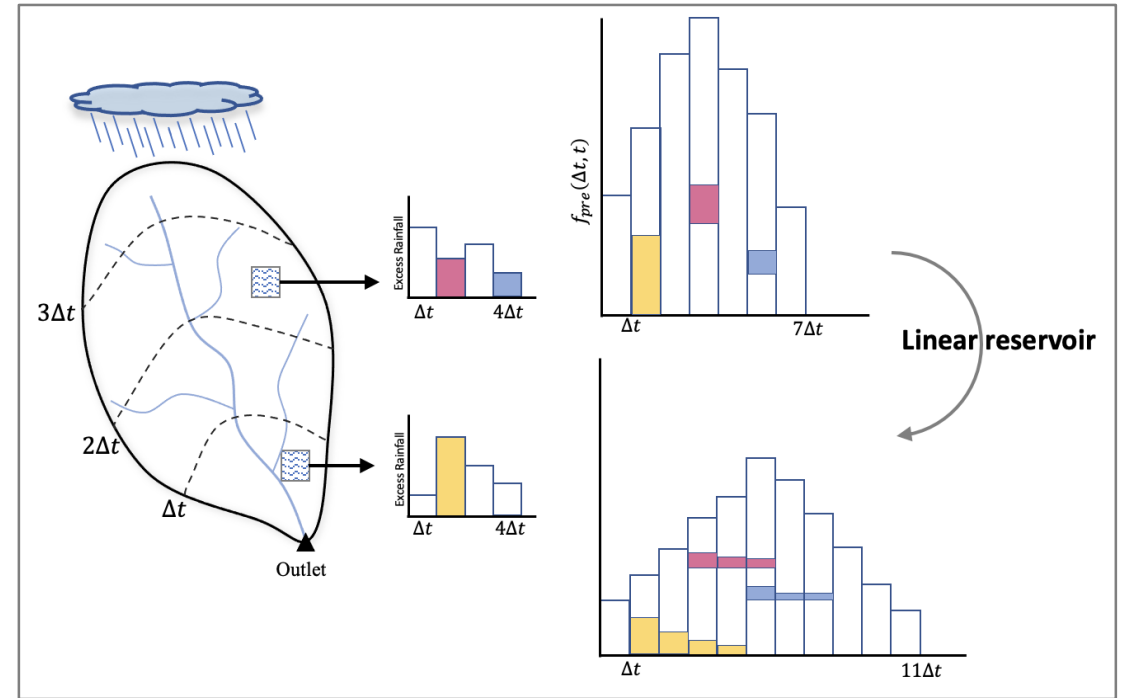 3Δt
2Δt
Δt
Outlet
Excess Rainfall
Δt
4Δt
Excess Rainfall
Δt
4Δt
f_pre(Δt, t)
Δt
7Δt
Linear reservoir
Δt
11Δt